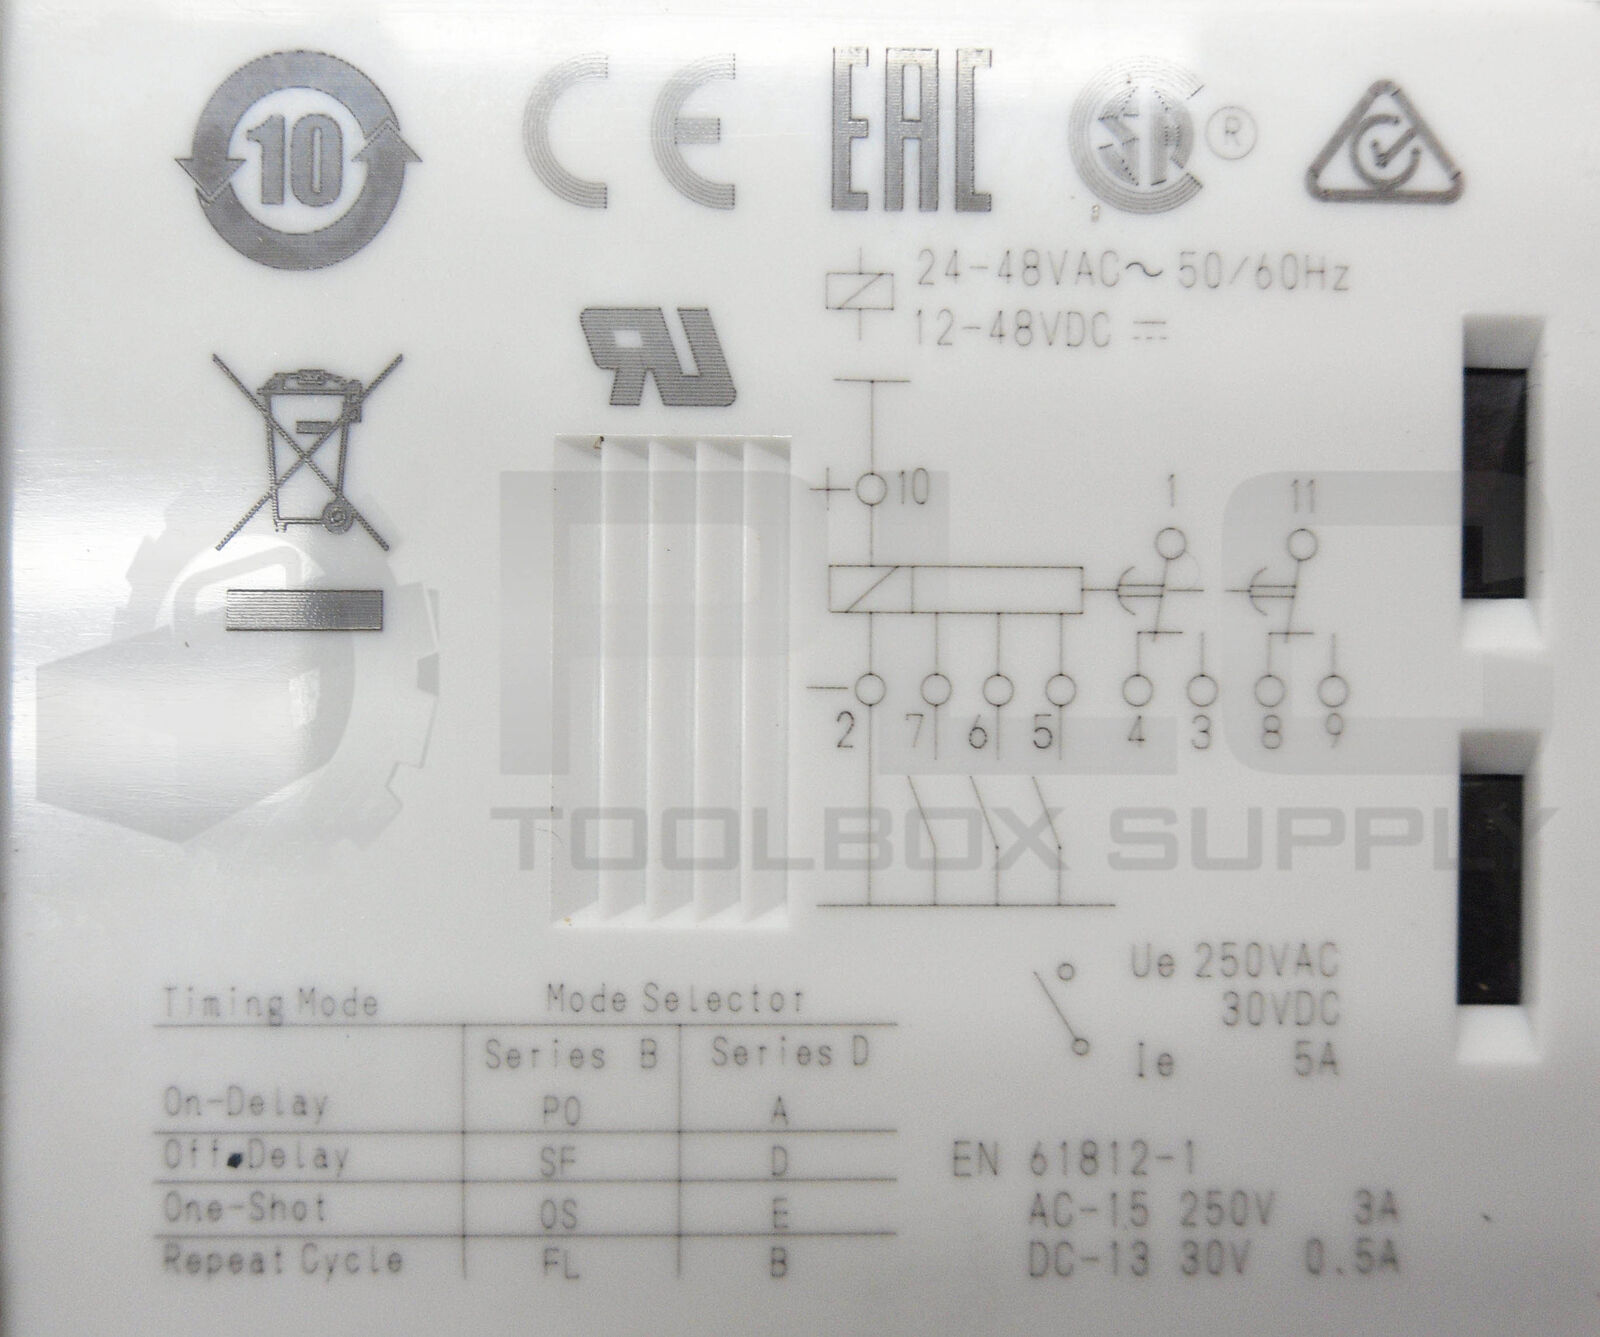 10
CE
EAC
®
24-48VAC~ 50/60Hz
12-48VDC
10
1
11
2
7
6
5
4
3
8
9
PLC
TOOLBOX SUPPLY
Ue 250VAC
30VDC
Ie 5A
Timing Mode
Mode Selector
Series B
Series D
On-Delay PO A
Off-Delay SF D
One-Shot OS E
Repeat Cycle FL B
EN 61812-1
AC-15 250V 3A
DC-13 30V 0.5A